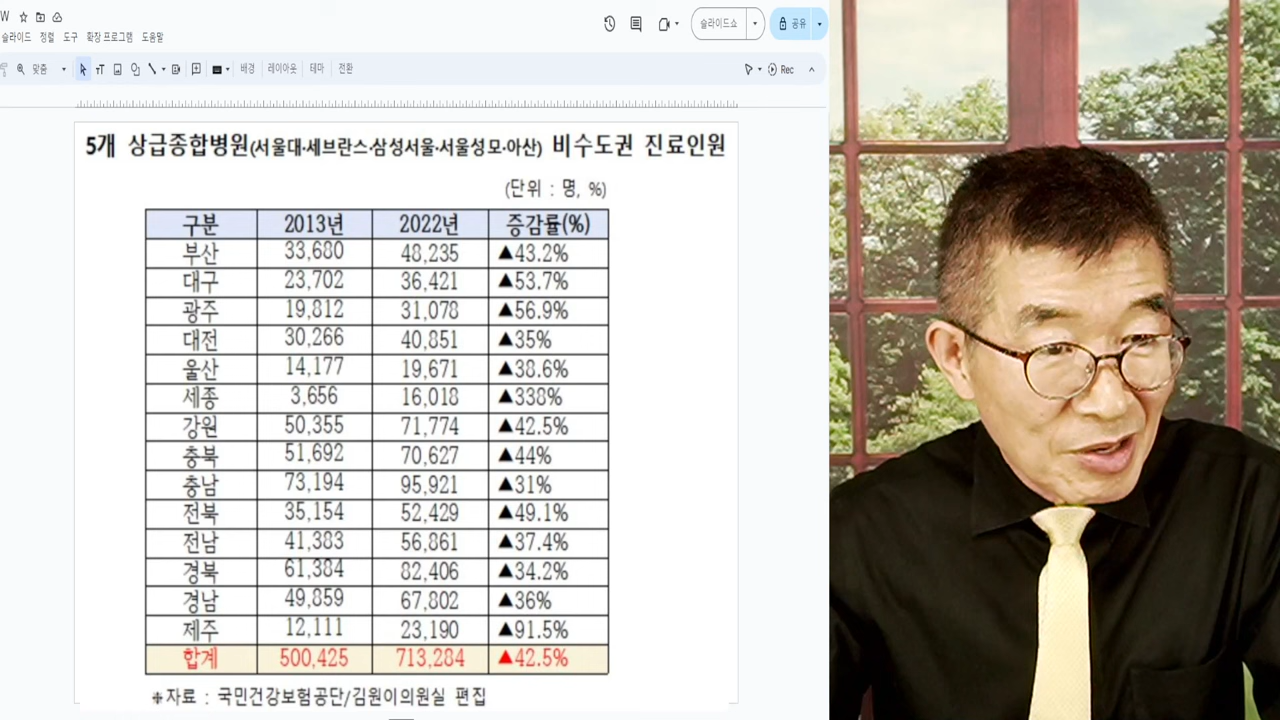 W
슬라이드 정렬 도구 확장 프로그램 도움말
슬라이드쇼
공유
맞춤
배경 레이아웃 테마 전환
Rec
5개 상급종합병원(서울대·세브란스·삼성서울·서울성모·아산) 비수도권 진료인원
(단위 : 명, %)
구분 2013년 2022년 증감률(%)
부산 33,680 48,235 ▲43.2%
대구 23,702 36,421 ▲53.7%
광주 19,812 31,078 ▲56.9%
대전 30,266 40,851 ▲35%
울산 14,177 19,671 ▲38.6%
세종 3,656 16,018 ▲338%
강원 50,355 71,774 ▲42.5%
충북 51,692 70,627 ▲44%
충남 73,194 95,921 ▲31%
전북 35,154 52,429 ▲49.1%
전남 41,383 56,861 ▲37.4%
경북 61,384 82,406 ▲34.2%
경남 49,859 67,802 ▲36%
제주 12,111 23,190 ▲91.5%
합계 500,425 713,284 ▲42.5%
※자료 : 국민건강보험공단/김원이의원실 편집